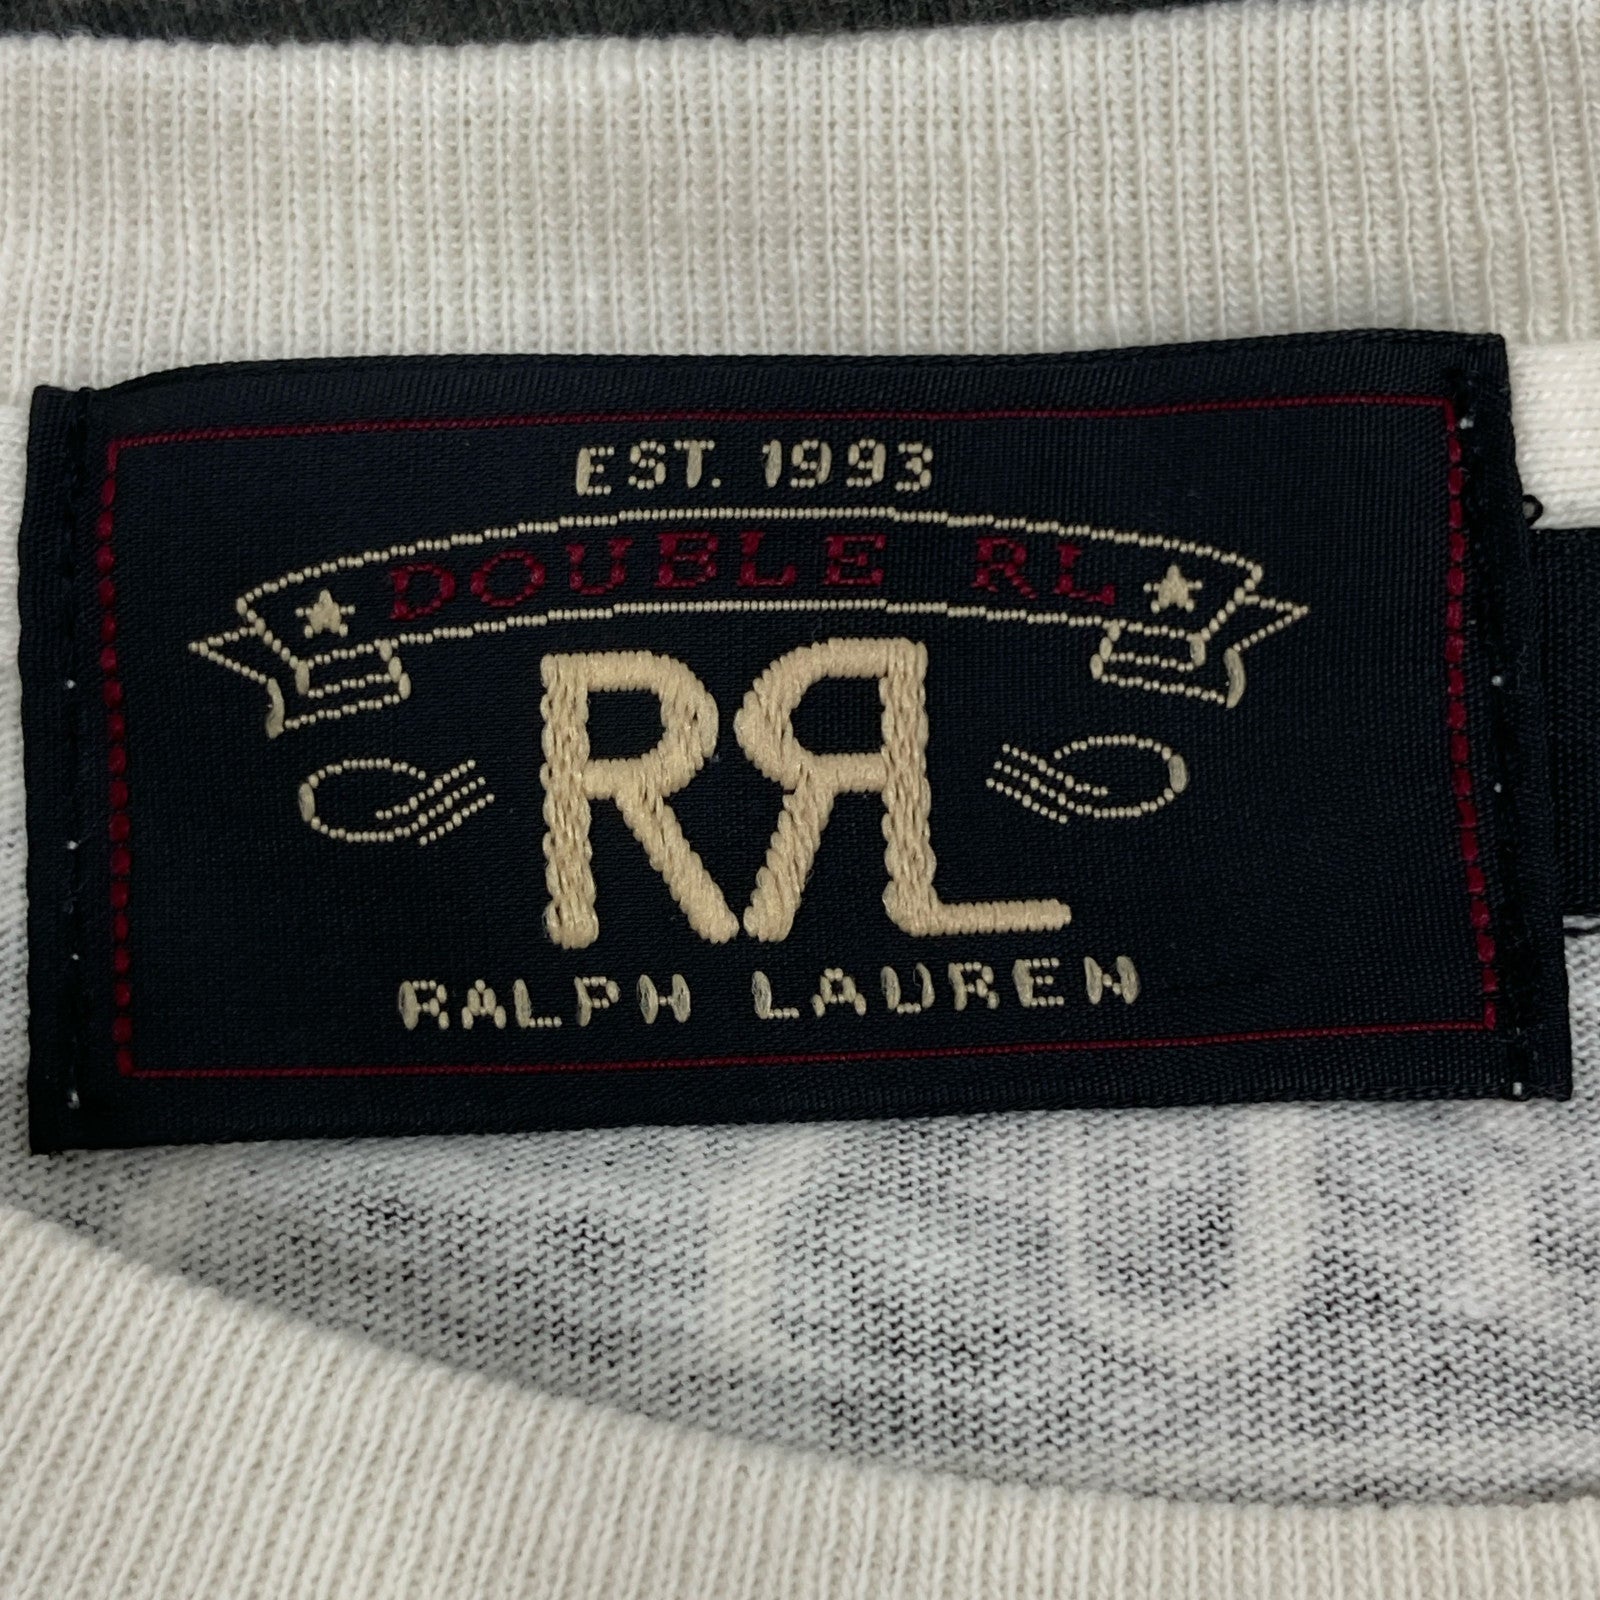 EST. 1993
DOUBLE RL
RRL
RALPH LAUREN